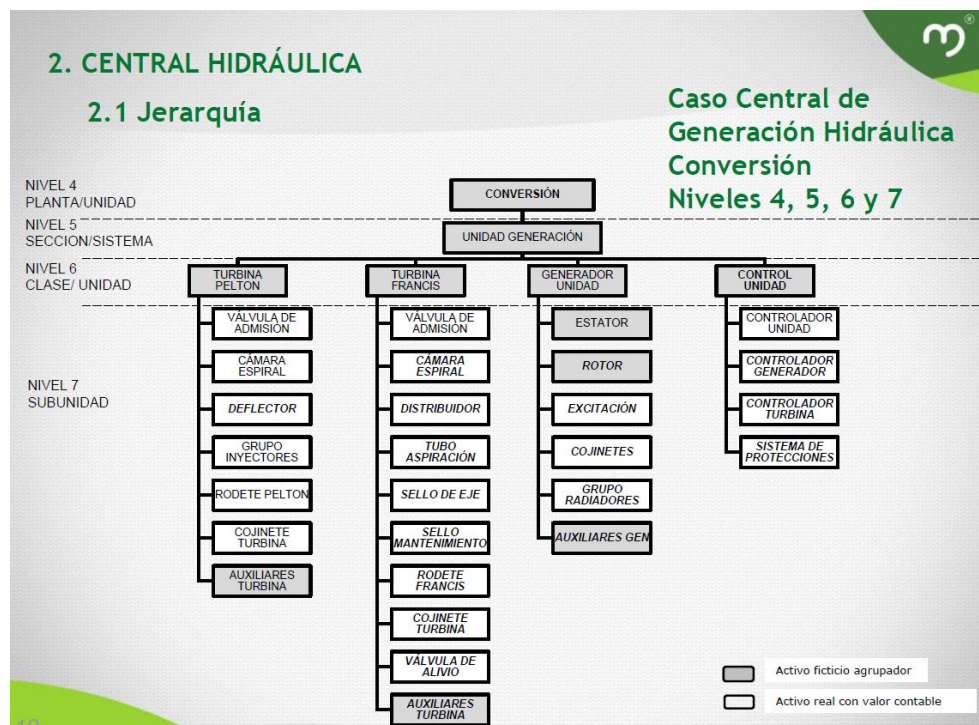 2. CENTRAL HIDRÁULICA
2.1 Jerarquía
Caso Central de
Generación Hidráulica
Conversión
Niveles 4, 5, 6 y 7
NIVEL 4
PLANTA/UNIDAD
CONVERSIÓN
NIVEL 5
SECCION/SISTEMA
UNIDAD GENERACIÓN
NIVEL 6
CLASE/ UNIDAD
TURBINA
PELTON
TURBINA
FRANCIS
GENERADOR
UNIDAD
CONTROL
UNIDAD
NIVEL 7
SUBUNIDAD
VÁLVULA DE
ADMISIÓN
CÁMARA
ESPIRAL
DEFLECTOR
GRUPO
INYECTORES
RODETE PELTON
COJINETE
TURBINA
AUXILIARES
TURBINA
VÁLVULA DE
ADMISIÓN
CÁMARA
ESPIRAL
DISTRIBUIDOR
TUBO
ASPIRACIÓN
SELLO DE EJE
SELLO
MANTENIMIENTO
RODETE
FRANCIS
COJINETE
TURBINA
VÁLVULA DE
ALIVIO
AUXILIARES
TURBINA
ESTATOR
ROTOR
EXCITACIÓN
COJINETES
GRUPO
RADIADORES
AUXILIARES GEN
CONTROLADOR
UNIDAD
CONTROLADOR
GENERADOR
CONTROLADOR
TURBINA
SISTEMA DE
PROTECCIONES
Activo ficticio agrupador
Activo real con valor contable